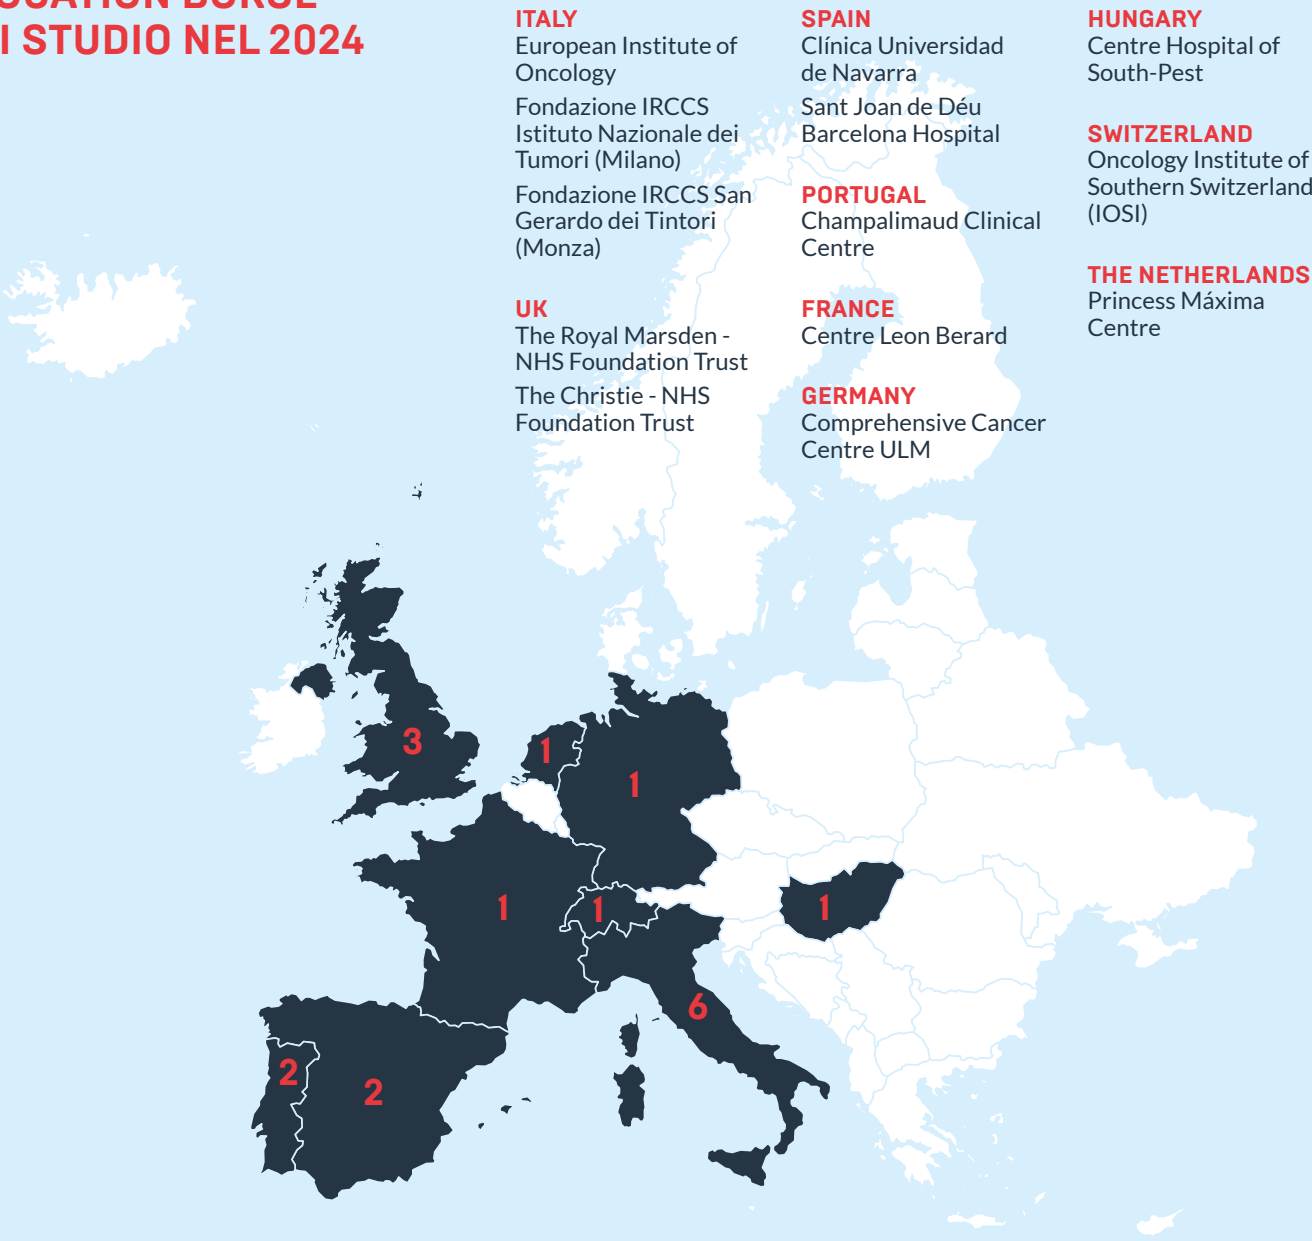 I STUDIO NEL 2024
ITALY
European Institute of
Oncology
Fondazione IRCCS
Istituto Nazionale dei
Tumori (Milano)
Fondazione IRCCS San
Gerardo dei Tintori
(Monza)
UK
The Royal Marsden -
NHS Foundation Trust
The Christie - NHS
Foundation Trust
SPAIN
Clínica Universidad
de Navarra
Sant Joan de Déu
Barcelona Hospital
PORTUGAL
Champalimaud Clinical
Centre
FRANCE
Centre Leon Berard
GERMANY
Comprehensive Cancer
Centre ULM
HUNGARY
Centre Hospital of
South-Pest
SWITZERLAND
Oncology Institute of
Southern Switzerland
(IOSI)
THE NETHERLANDS
Princess Máxima
Centre
3
1
1
1
1
1
6
2
2